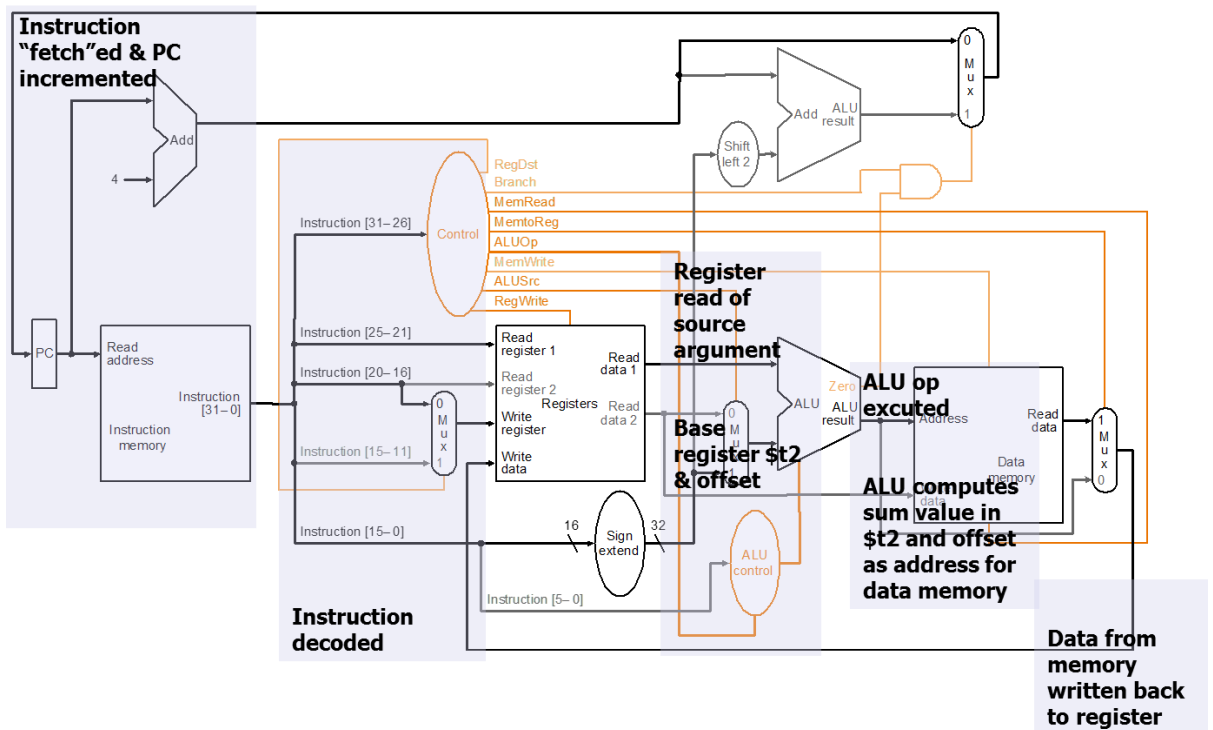 Instruction
“fetch”ed & PC
incremented
Add
4
0
M
u
x
1
Add
ALU
result
Shift
left 2
RegDst
Branch
MemRead
MemtoReg
ALUOp
MemWrite
ALUSrc
RegWrite
Control
Instruction [31–26]
Instruction [25–21]
Instruction [20–16]
Instruction [15–11]
Instruction [15–0]
Instruction [5–0]
PC
Read
address
Instruction
[31–0]
Instruction
memory
0
M
u
x
1
Read
register 1
Read
register 2
Write
register
Write
data
Registers
Read
data 1
Read
data 2
16
Sign
extend
32
Register
read of
source
argument
Base
register $t2
& offset
0
M
u
x
1
ALU
control
ALU
Zero
ALU
result
ALU op
excuted
Address
Read
data
Data
memory
data
ALU computes
sum value in
$t2 and offset
as address for
data memory
1
M
u
x
0
Instruction
decoded
Data from
memory
written back
to register